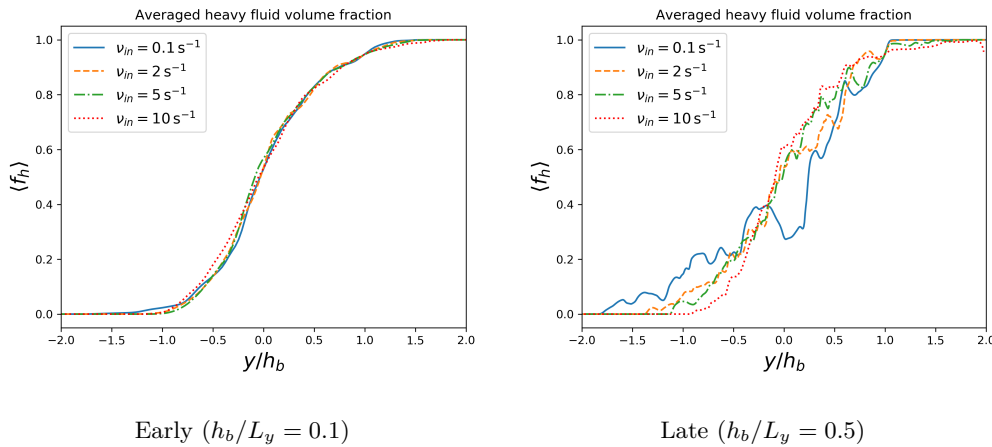 Averaged heavy fluid volume fraction
ν_in = 0.1 s⁻¹
ν_in = 2 s⁻¹
ν_in = 5 s⁻¹
ν_in = 10 s⁻¹
⟨f_h⟩
1.0
0.8
0.6
0.4
0.2
0.0
−2.0 −1.5 −1.0 −0.5 0.0 0.5 1.0 1.5 2.0
y/h_b
Early (h_b/L_y = 0.1)
Averaged heavy fluid volume fraction
ν_in = 0.1 s⁻¹
ν_in = 2 s⁻¹
ν_in = 5 s⁻¹
ν_in = 10 s⁻¹
⟨f_h⟩
1.0
0.8
0.6
0.4
0.2
0.0
−2.0 −1.5 −1.0 −0.5 0.0 0.5 1.0 1.5 2.0
y/h_b
Late (h_b/L_y = 0.5)